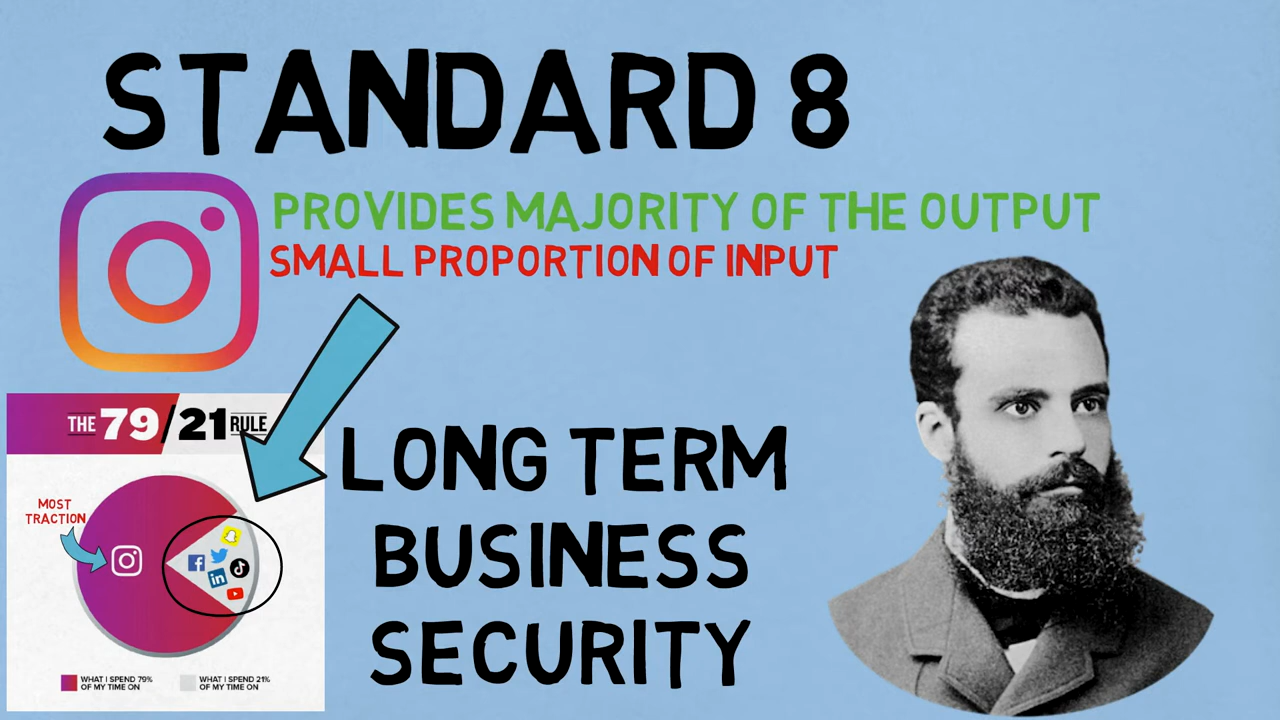 STANDARD 8
PROVIDES MAJORITY OF THE OUTPUT
SMALL PROPORTION OF INPUT
THE 79/21 RULE
MOST
TRACTION
WHAT I SPEND 79%
OF MY TIME ON
WHAT I SPEND 21%
OF MY TIME ON
LONG TERM
BUSINESS
SECURITY